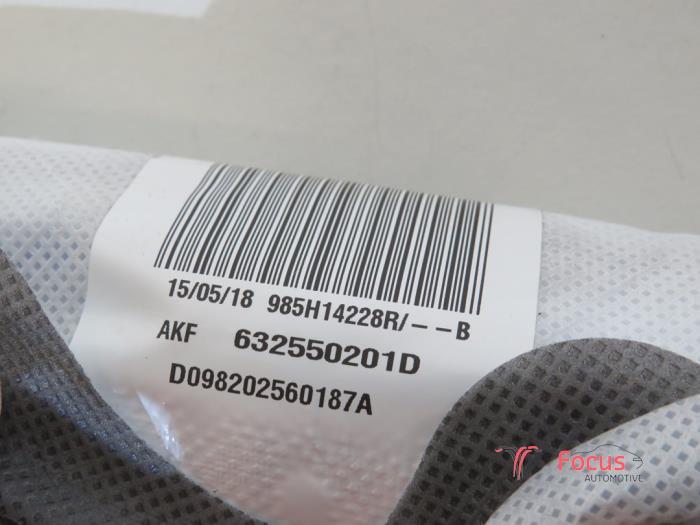 15/05/18 985H14228R/--B
AKF 632550201D
D098202560187A
Focus
AUTOMOTIVE